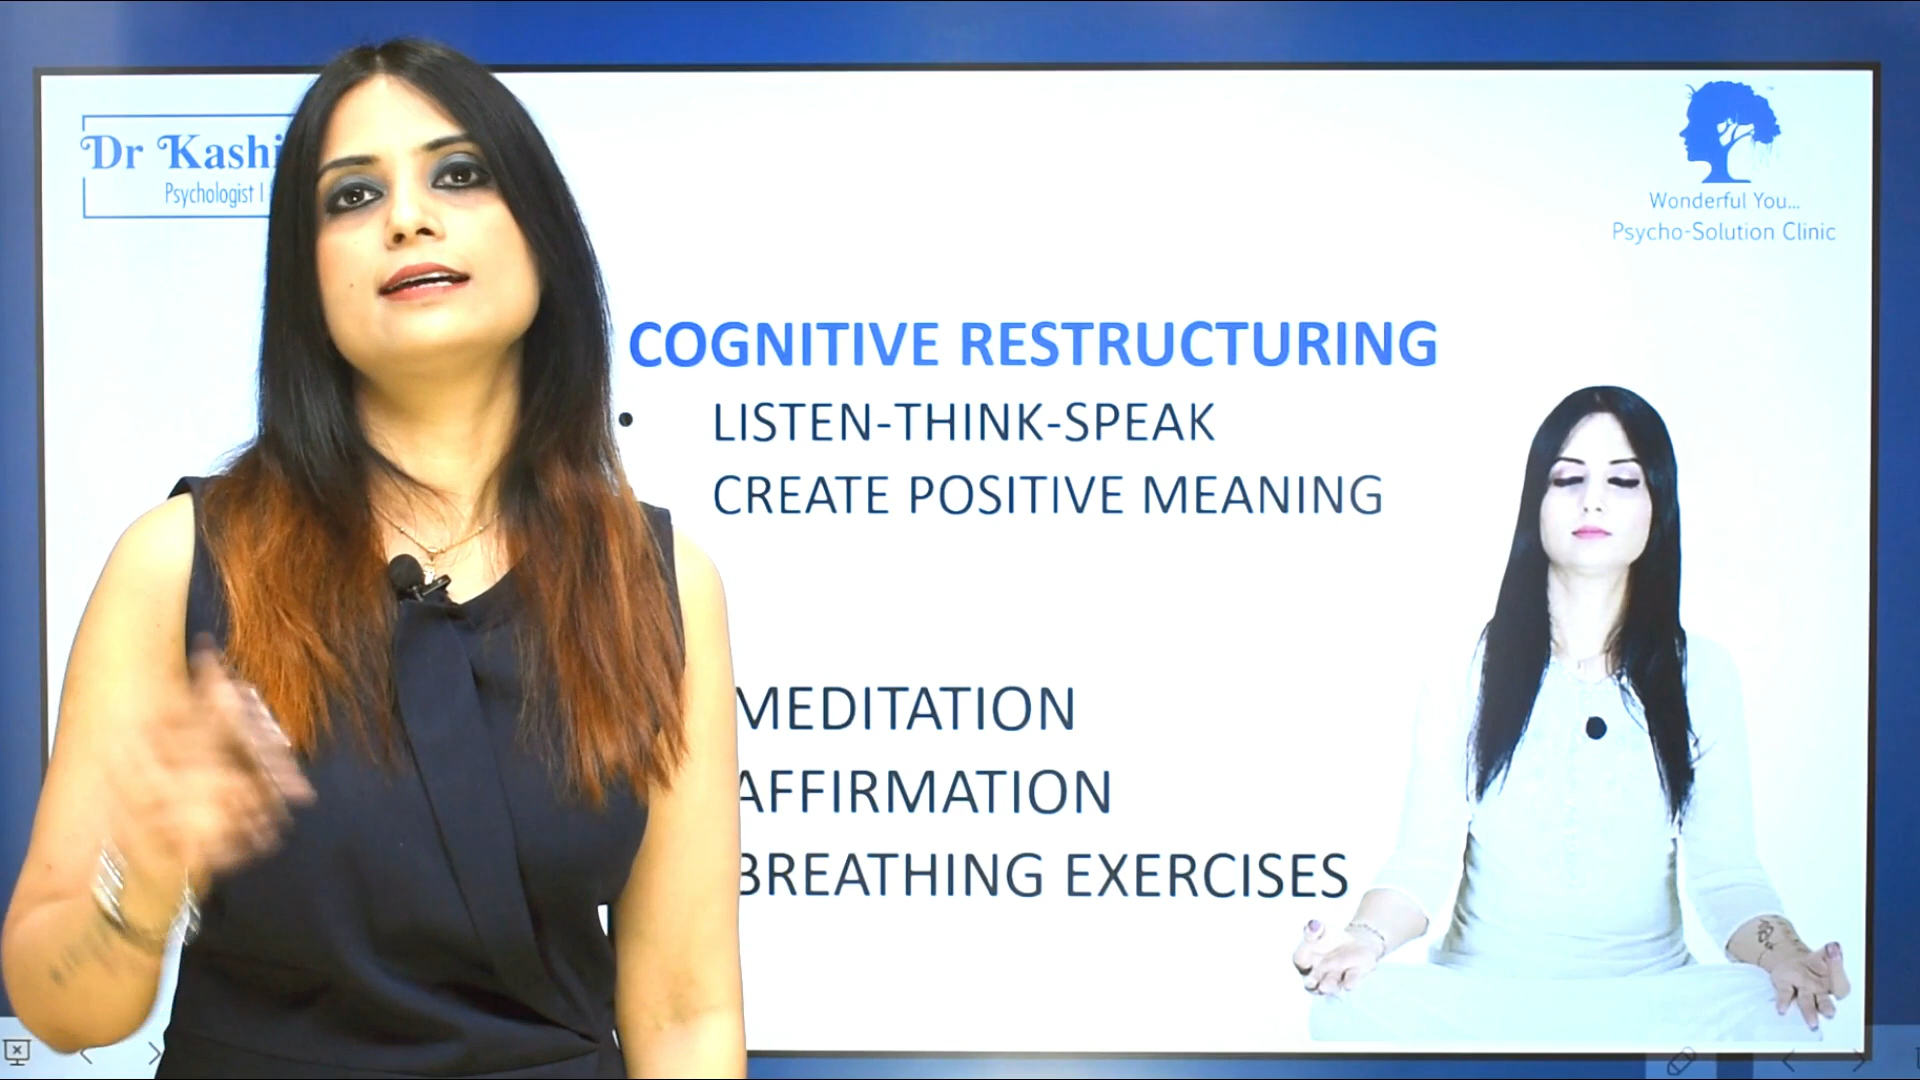 Dr Kashi
Psychologist |
Wonderful You...
Psycho-Solution Clinic
COGNITIVE RESTRUCTURING
• LISTEN-THINK-SPEAK
CREATE POSITIVE MEANING
MEDITATION
AFFIRMATION
BREATHING EXERCISES